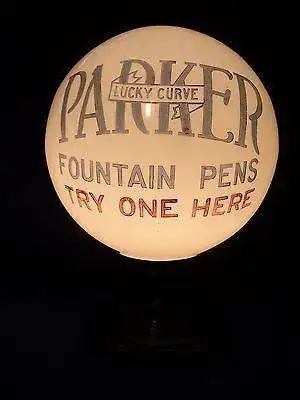 PARKER
LUCKY CURVE
FOUNTAIN PENS
TRY ONE HERE